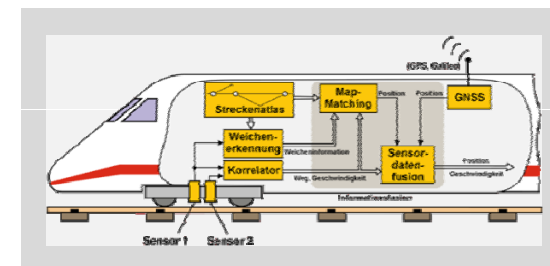 (GPS, Galileo)
Streckenatlas
Map-
Matching
Position
Position
GNSS
Weichen-
erkennung
Weicheninformation
Korrelator
Weg, Geschwindigkeit
Sensor-
daten-
fusion
Position
Geschwindigkeit
Informationsfusion
Sensor 1
Sensor 2